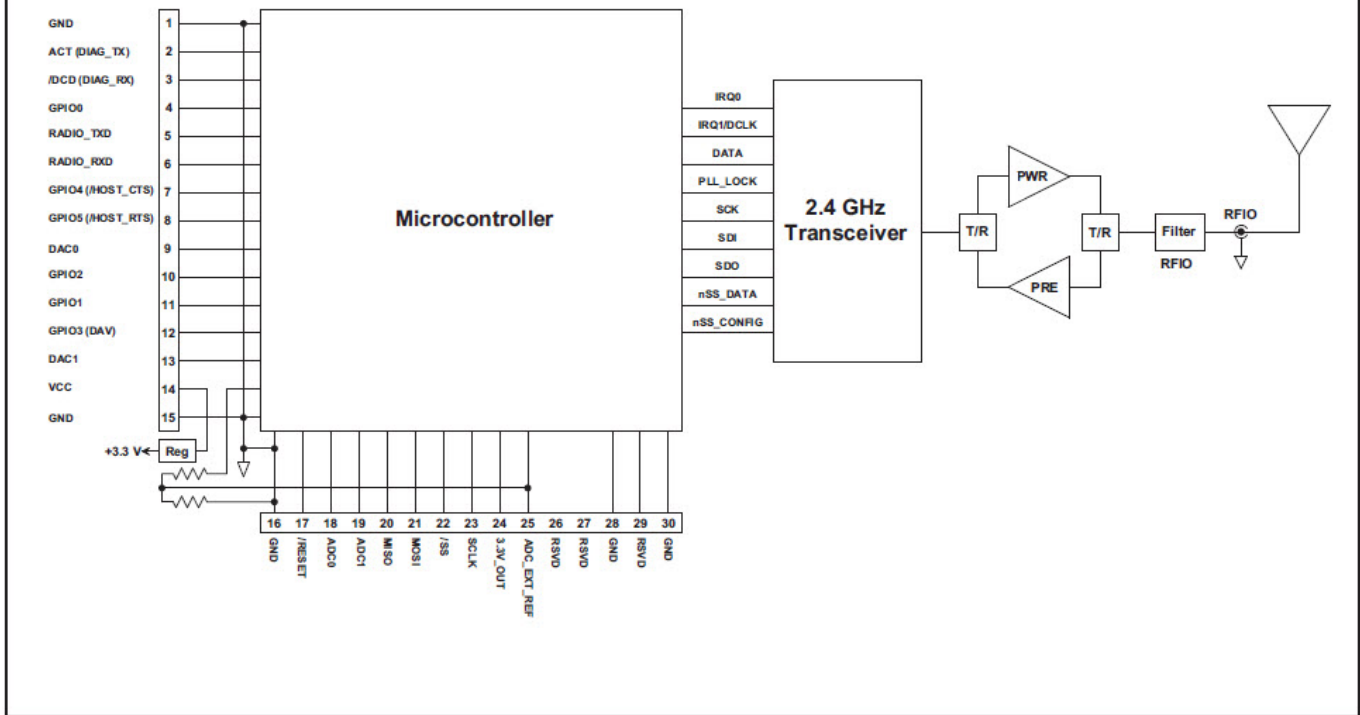 GND 1
ACT (DIAG_TX) 2
/DCD (DIAG_RX) 3
GPIO0 4
RADIO_TXD 5
RADIO_RXD 6
GPIO4 (/HOST_CTS) 7
GPIO5 (/HOST_RTS) 8
DAC0 9
GPIO2 10
GPIO1 11
GPIO3 (DAV) 12
DAC1 13
VCC 14
GND 15
+3.3 V
Reg
Microcontroller
IRQ0
IRQ1/DCLK
DATA
PLL_LOCK
SCK
SDI
SDO
nSS_DATA
nSS_CONFIG
2.4 GHz
Transceiver
T/R
PWR
PRE
T/R
Filter
RFIO
RFIO
16 17 18 19 20 21 22 23 24 25 26 27 28 29 30
GND
/RESET
ADC0
ADC1
MISO
MOSI
/SS
SCLK
3.3V_OUT
ADC_EXT_REF
RSVD
RSVD
GND
RSVD
GND